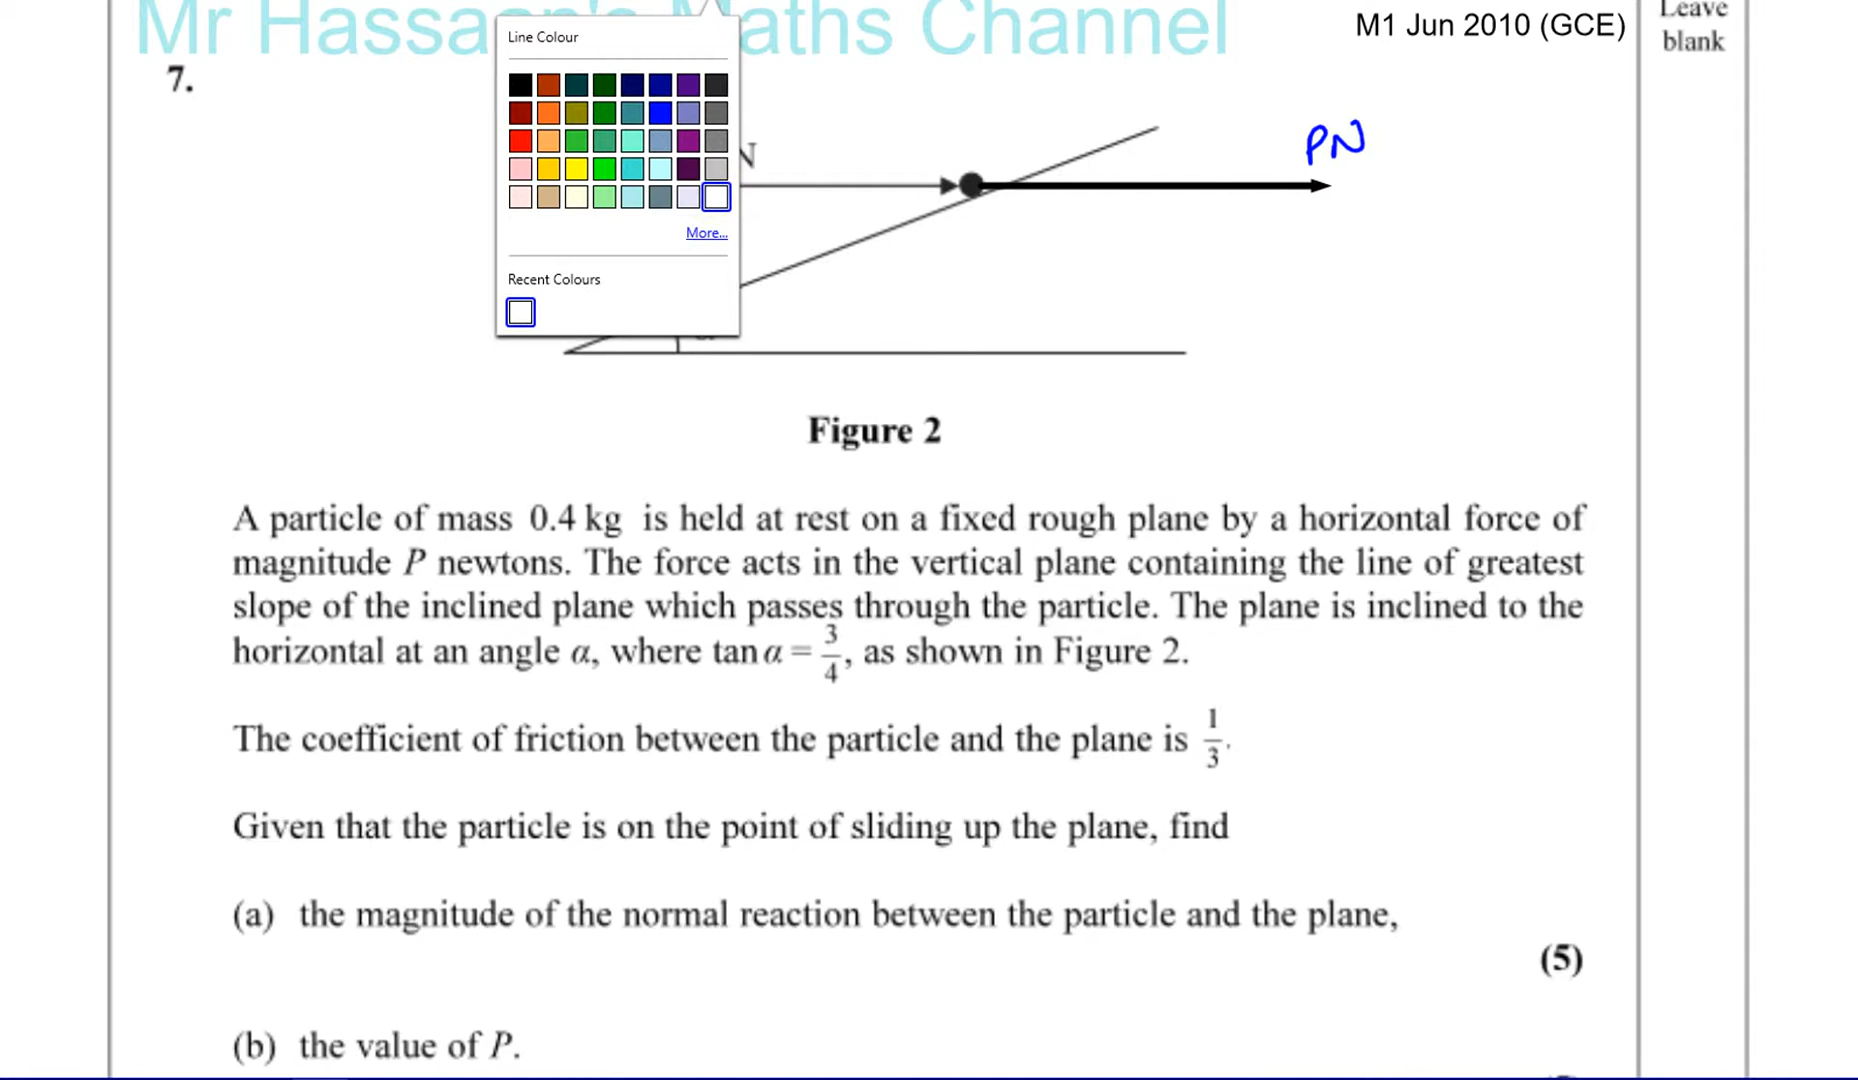 Mr Hassa
aths Channel
M1 Jun 2010 (GCE)
Leave
blank
7.
Line Colour
More...
Recent Colours
N
PN
Figure 2
A particle of mass 0.4 kg is held at rest on a fixed rough plane by a horizontal force of
magnitude P newtons. The force acts in the vertical plane containing the line of greatest
slope of the inclined plane which passes through the particle. The plane is inclined to the
horizontal at an angle α, where tan α = 3/4, as shown in Figure 2.
The coefficient of friction between the particle and the plane is 1/3.
Given that the particle is on the point of sliding up the plane, find
(a) the magnitude of the normal reaction between the particle and the plane,
(5)
(b) the value of P.